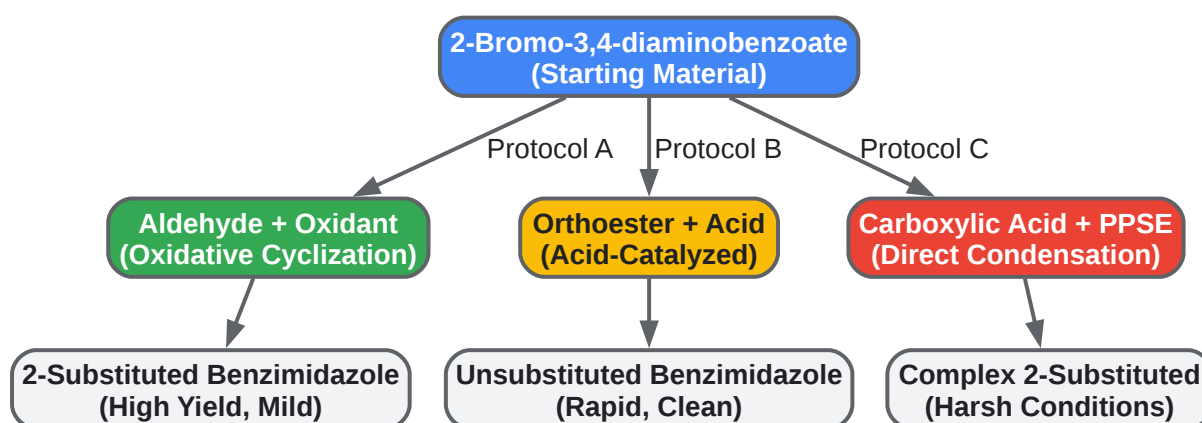 2-Bromo-3,4-diaminobenzoate
(Starting Material)
Protocol A
Protocol B
Protocol C
Aldehyde + Oxidant
(Oxidative Cyclization)
Orthoester + Acid
(Acid-Catalyzed)
Carboxylic Acid + PPSE
(Direct Condensation)
2-Substituted Benzimidazole
(High Yield, Mild)
Unsubstituted Benzimidazole
(Rapid, Clean)
Complex 2-Substituted
(Harsh Conditions)